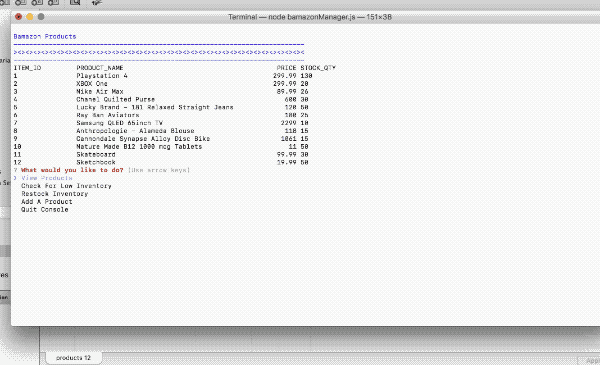 Terminal — node bamazonManager.js — 151×38
Bamazon Products
ITEM_ID PRODUCT_NAME PRICE STOCK_QTY
1 Playstation 4 299.99 130
2 XBOX One 299.99 20
3 Nike Air Max 89.99 26
4 Chanel Quilted Purse 600 30
5 Lucky Brand - 181 Relaxed Straight Jeans 120 50
6 Ray Ban Aviators 180 25
7 Samsung QLED 65inch TV 2299 10
8 Anthropologie - Alameda Blouse 118 15
9 Cannondale Synapse Alloy Disc Bike 1061 15
10 Nature Made B12 1000 mcg Tablets 11 50
11 Skateboard 99.99 30
12 Sketchbook 19.99 50
? What would you like to do? (Use arrow keys)
❯ View Products
Check For Low Inventory
Restock Inventory
Add A Product
Quit Console
products 12